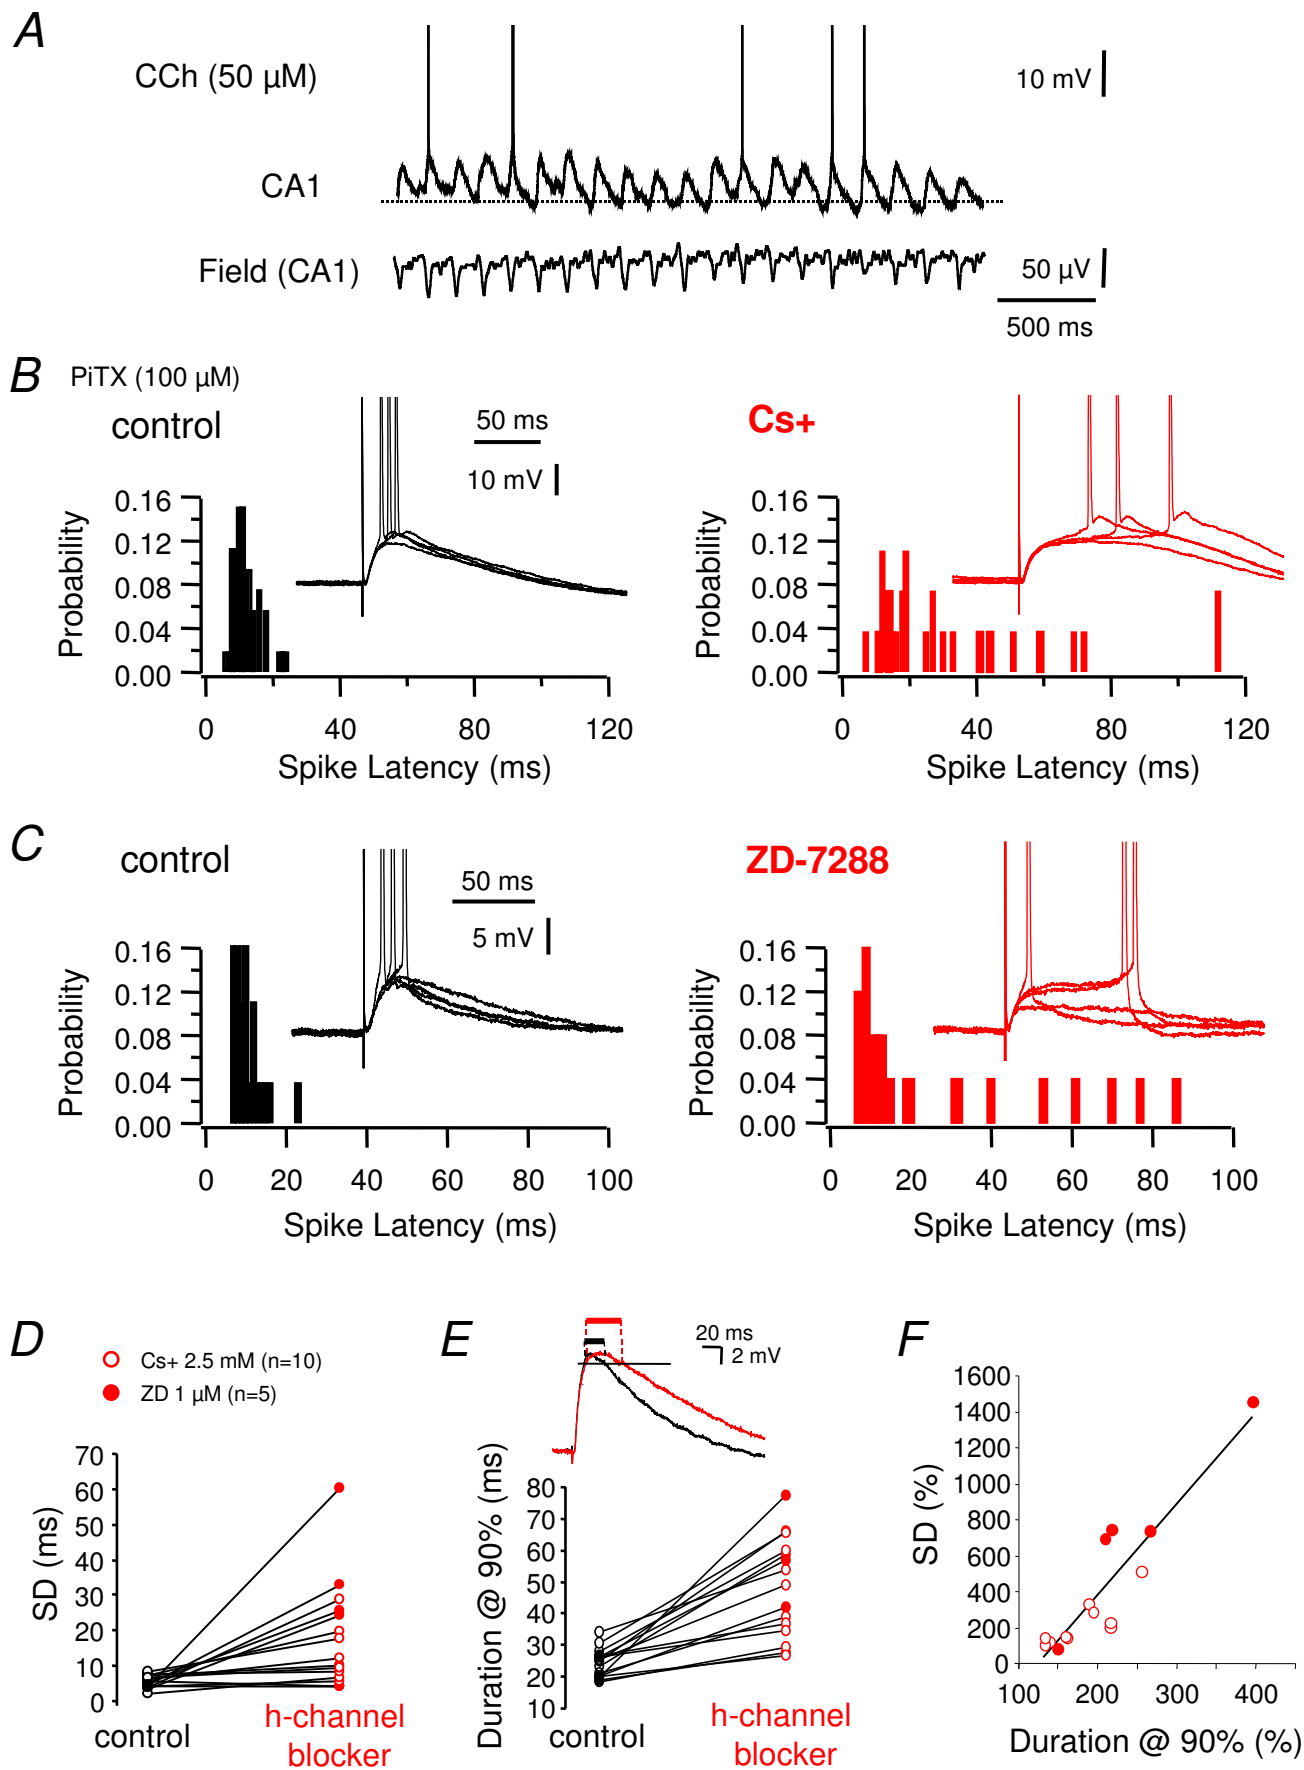 A
CCh (50 µM)
10 mV
CA1
Field (CA1)
50 µV
500 ms
B
PiTX (100 µM)
control
50 ms
10 mV
Cs+
Probability
0.16
0.12
0.08
0.04
0.00
0 40 80 120
Spike Latency (ms)
Probability
0.16
0.12
0.08
0.04
0.00
0 40 80 120
Spike Latency (ms)
C
control
50 ms
5 mV
ZD-7288
Probability
0.16
0.12
0.08
0.04
0.00
0 20 40 60 80 100
Spike Latency (ms)
Probability
0.16
0.12
0.08
0.04
0.00
0 20 40 60 80 100
Spike Latency (ms)
D
Cs+ 2.5 mM (n=10)
ZD 1 µM (n=5)
SD (ms)
70
60
50
40
30
20
10
0
control
h-channel
blocker
E
20 ms
2 mV
Duration @ 90% (ms)
80
70
60
50
40
30
20
10
control
h-channel
blocker
F
SD (%)
1600
1400
1200
1000
800
600
400
200
0
100 200 300 400
Duration @ 90% (%)